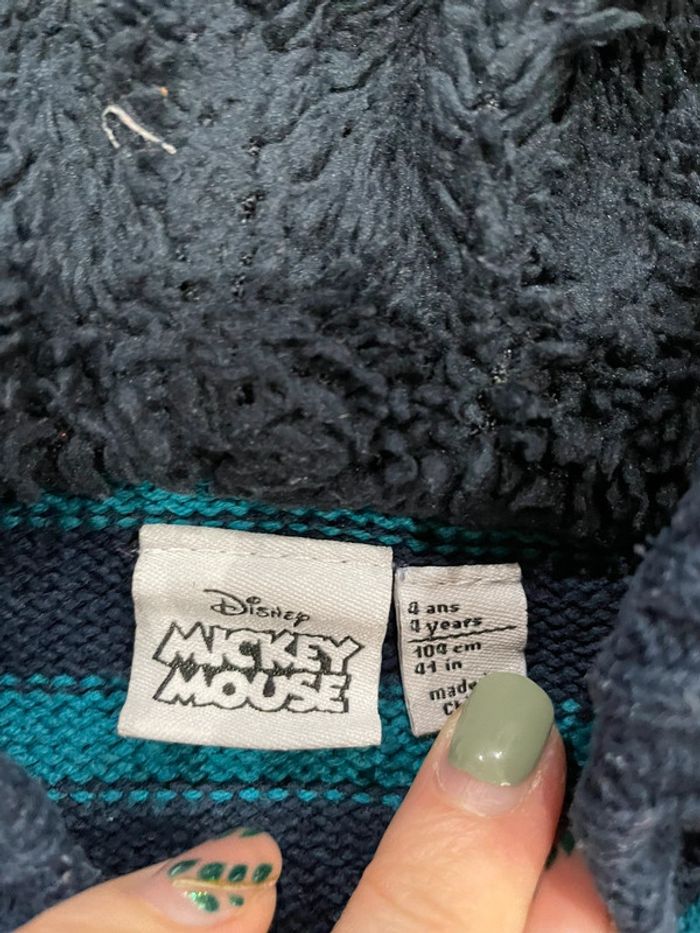 Disney
MICKEY
MOUSE
4 ans
4 years
104 cm
41 in
made